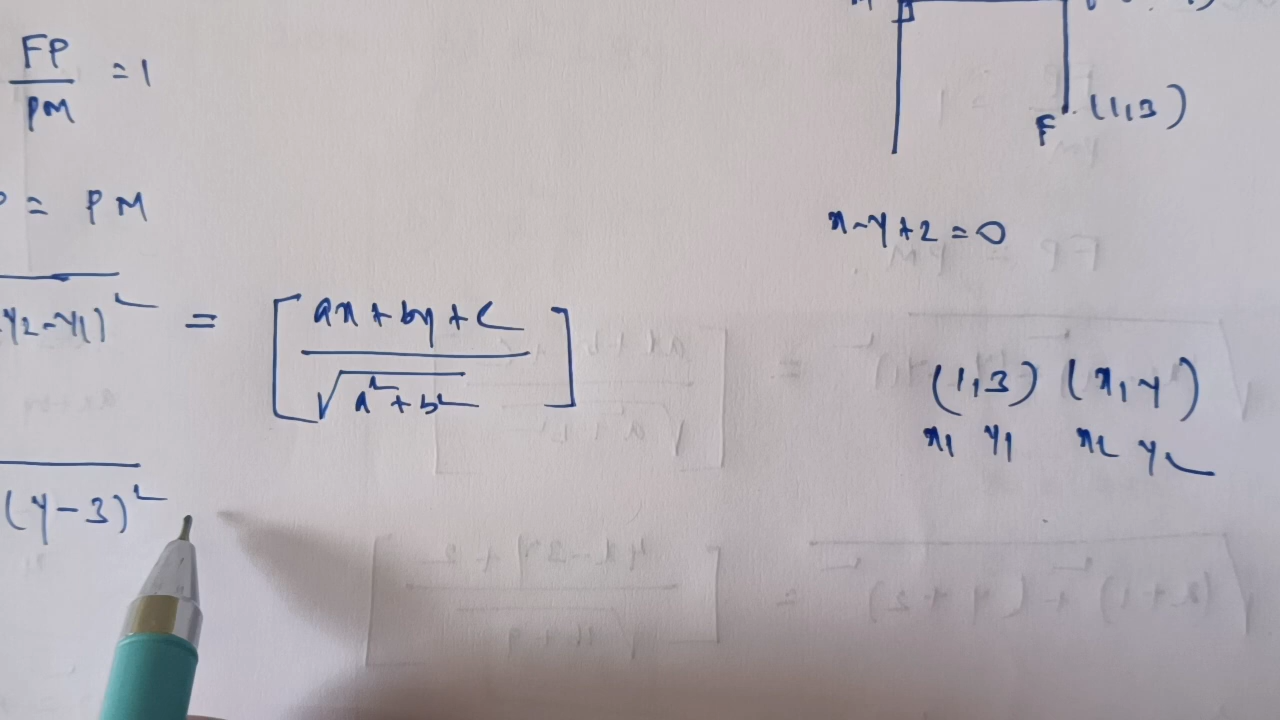 FP
/
PM
= 1
= PM
Y2-Y1)² = [ax+by+c / √a²+b²]
(y-3)²
F (1,3)
x-y+2=0
(1,3) (x,y)
x1 y1 x2 y2